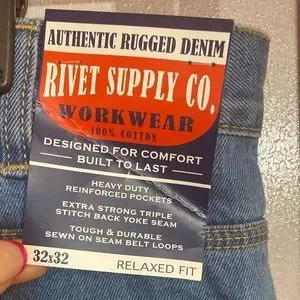 AUTHENTIC RUGGED DENIM
RIVET SUPPLY CO.
WORKWEAR
100% COTTON
DESIGNED FOR COMFORT
BUILT TO LAST
HEAVY DUTY
REINFORCED POCKETS
EXTRA STRONG TRIPLE
STITCH BACK YOKE SEAM
TOUGH & DURABLE
SEWN ON SEAM BELT LOOPS
32x32
RELAXED FIT